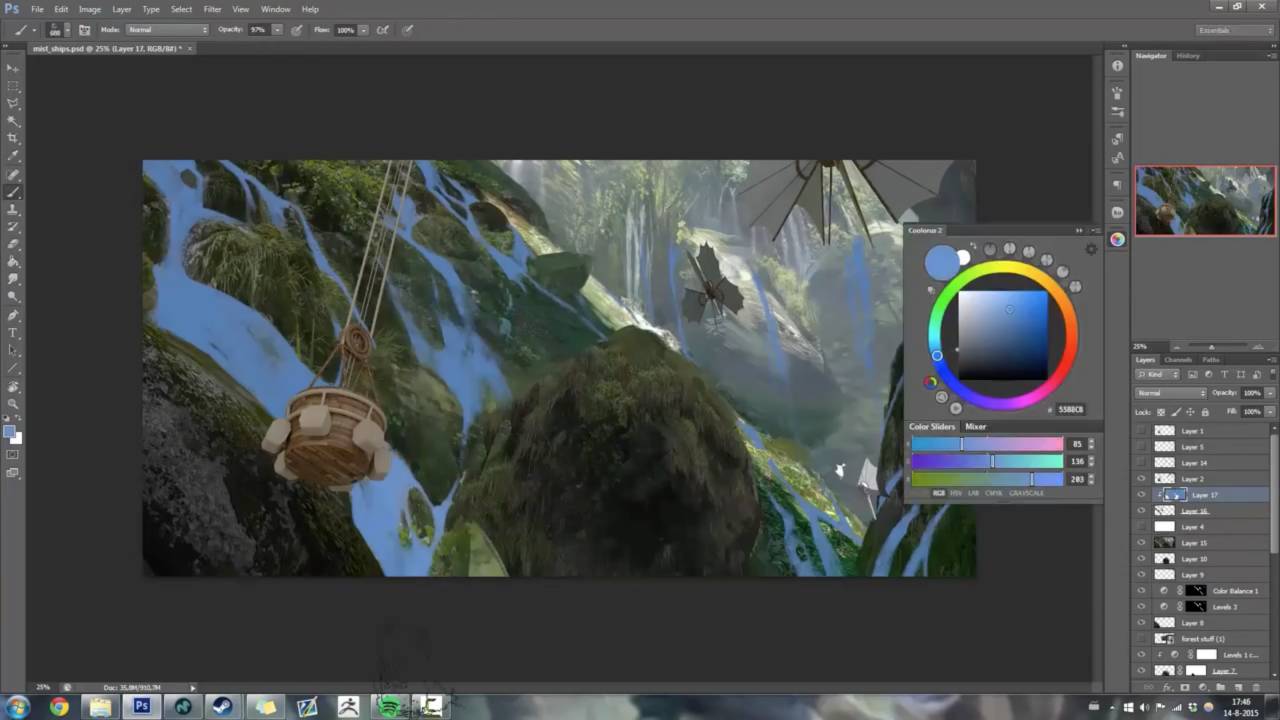 Ps File Edit Image Layer Type Select Filter View Window Help
Mode: Normal Opacity: 97% Flow: 100% Essentials
mist_ships.psd @ 25% (Layer 17, RGB/8#) * ×
Navigator History
Coolorus 2
25%
Layers Channels Paths
Kind
Normal Opacity: 100%
Lock: Fill: 100%
# 5588CB
Color Sliders Mixer
Layer 1
85
Layer 5
136
Layer 14
203
Layer 2
RGB HSV LAB CMYK GRAYSCALE
Layer 17
Layer 16
Layer 4
Layer 15
Layer 10
Layer 9
Color Balance 1
Levels 3
Layer 8
forest stuff (1)
Levels 1 c...
Layer 7
25% Doc: 35,8M/910,7M
Ps
17:46
14-8-2015